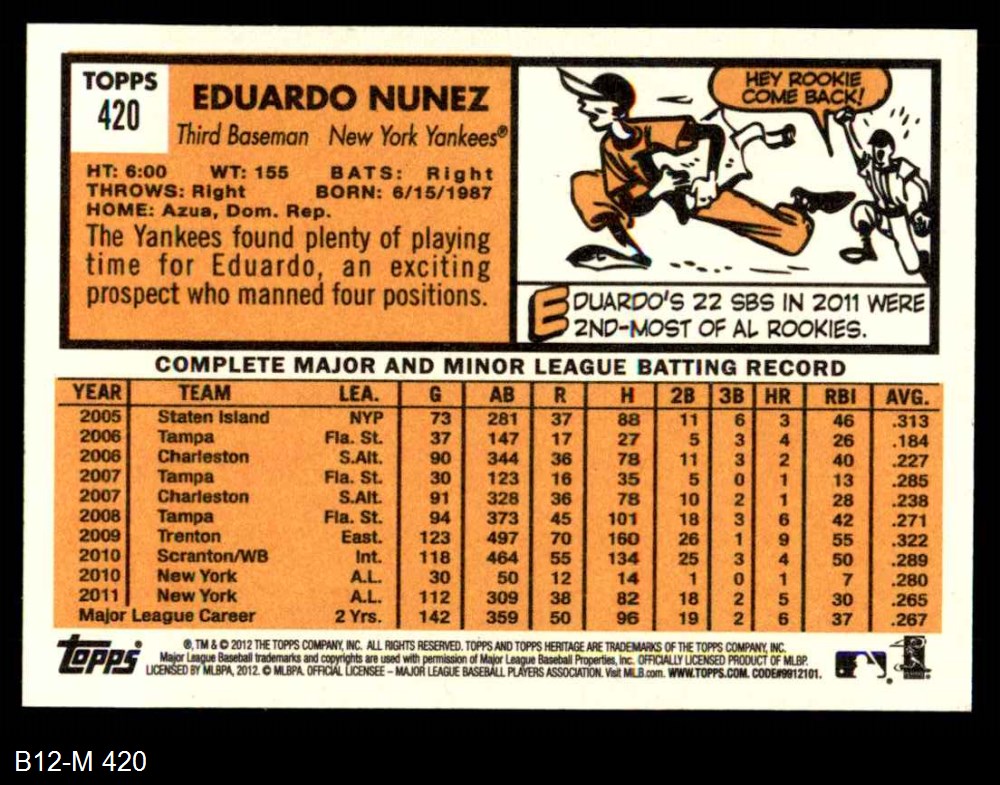 TOPPS
420
EDUARDO NUNEZ
Third Baseman New York Yankees®
HT: 6:00 WT: 155 BATS: Right
THROWS: Right BORN: 6/15/1987
HOME: Azua, Dom. Rep.
The Yankees found plenty of playing
time for Eduardo, an exciting
prospect who manned four positions.
HEY ROOKIE
COME BACK!
EDUARDO'S 22 SBS IN 2011 WERE
2ND-MOST OF AL ROOKIES.
COMPLETE MAJOR AND MINOR LEAGUE BATTING RECORD
YEAR TEAM LEA. G AB R H 2B 3B HR RBI AVG.
2005 Staten Island NYP 73 281 37 88 11 6 3 46 .313
2006 Tampa Fla. St. 37 147 17 27 5 3 4 26 .184
2006 Charleston S.Alt. 90 344 36 78 11 3 2 40 .227
2007 Tampa Fla. St. 30 123 16 35 5 0 1 13 .285
2007 Charleston S.Alt. 91 328 36 78 10 2 1 28 .238
2008 Tampa Fla. St. 94 373 45 101 18 3 6 42 .271
2009 Trenton East. 123 497 70 160 26 1 9 55 .322
2010 Scranton/WB Int. 118 464 55 134 25 3 4 50 .289
2010 New York A.L. 30 50 12 14 1 0 1 7 .280
2011 New York A.L. 112 309 38 82 18 2 5 30 .265
Major League Career 2 Yrs. 142 359 50 96 19 2 6 37 .267
Topps
®, TM & © 2012 THE TOPPS COMPANY, INC. ALL RIGHTS RESERVED. TOPPS AND TOPPS HERITAGE ARE TRADEMARKS OF THE TOPPS COMPANY, INC.
Major League Baseball trademarks and copyrights are used with permission of Major League Baseball Properties, Inc. OFFICIALLY LICENSED PRODUCT OF MLBP.
LICENSED BY MLBPA, 2012. © MLBPA. OFFICIAL LICENSEE – MAJOR LEAGUE BASEBALL PLAYERS ASSOCIATION. Visit MLB.com. WWW.TOPPS.COM. CODE#9912101.
B12-M 420